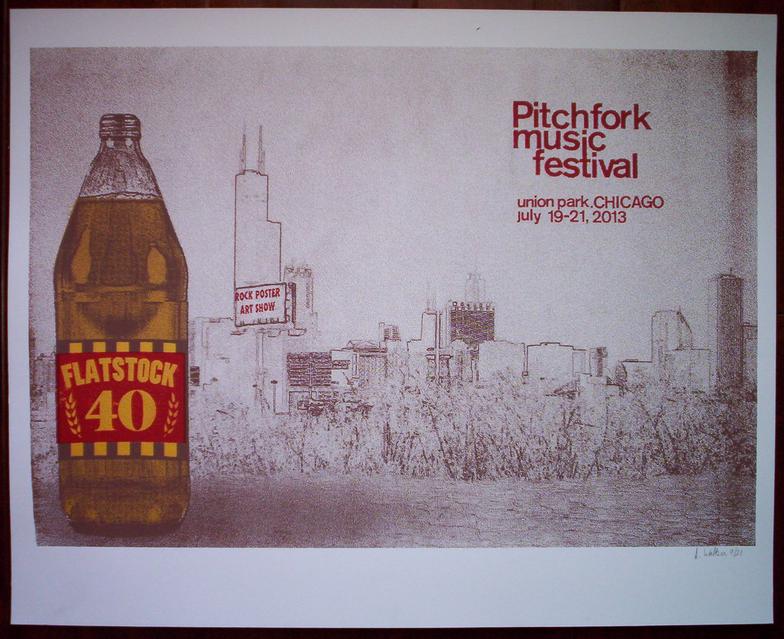 Pitchfork
music
festival
union park.CHICAGO
july 19-21, 2013
ROCK POSTER
ART SHOW
FLATSTOCK
40